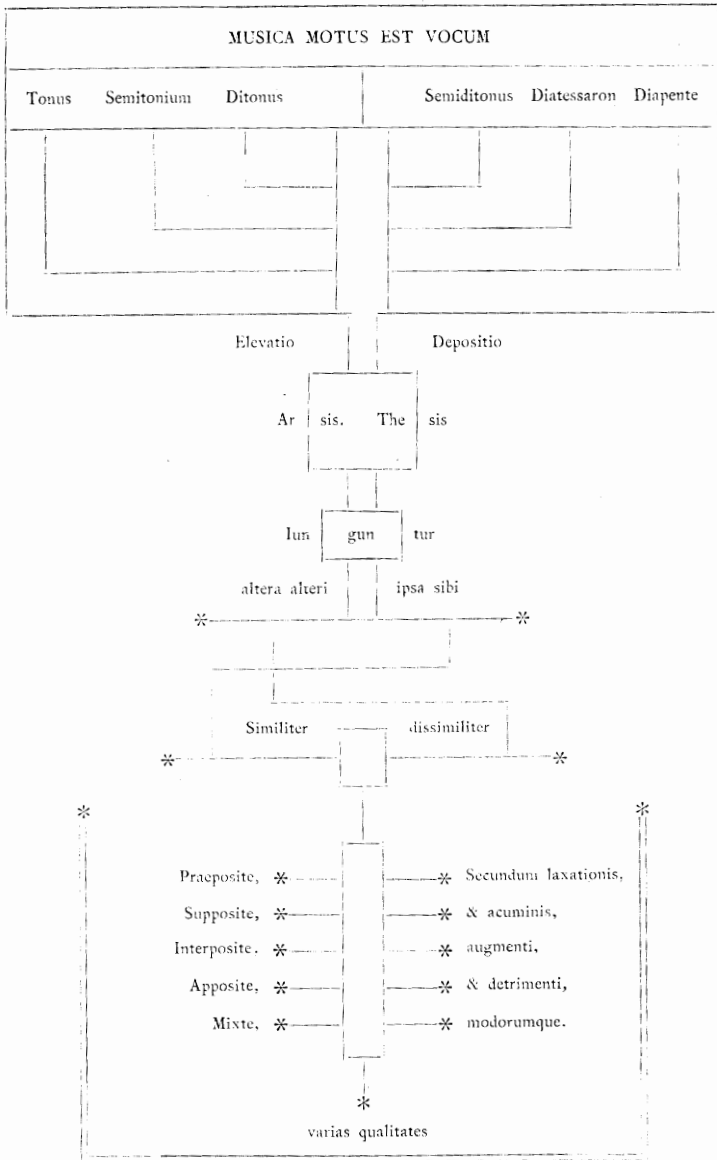 MUSICA MOTUS EST VOCUM
Tonus Semitonium Ditonus Semiditonus Diatessaron Diapente
Elevatio Depositio
Ar sis. The sis
Iun gun tur
altera alteri ipsa sibi
Similiter dissimiliter
Praeposite, Secundum laxationis,
Supposite, & acuminis,
Interposite. augmenti,
Apposite, & detrimenti,
Mixte, modorumque.
varias qualitates